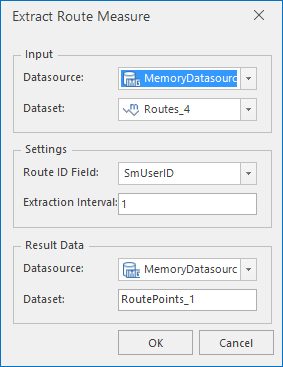 Extract Route Measure
Input
Datasource: MemoryDatasourc
Dataset: Routes_4
Settings
Route ID Field: SmUserID
Extraction Interval: 1
Result Data
Datasource: MemoryDatasourc
Dataset: RoutePoints_1
OK Cancel